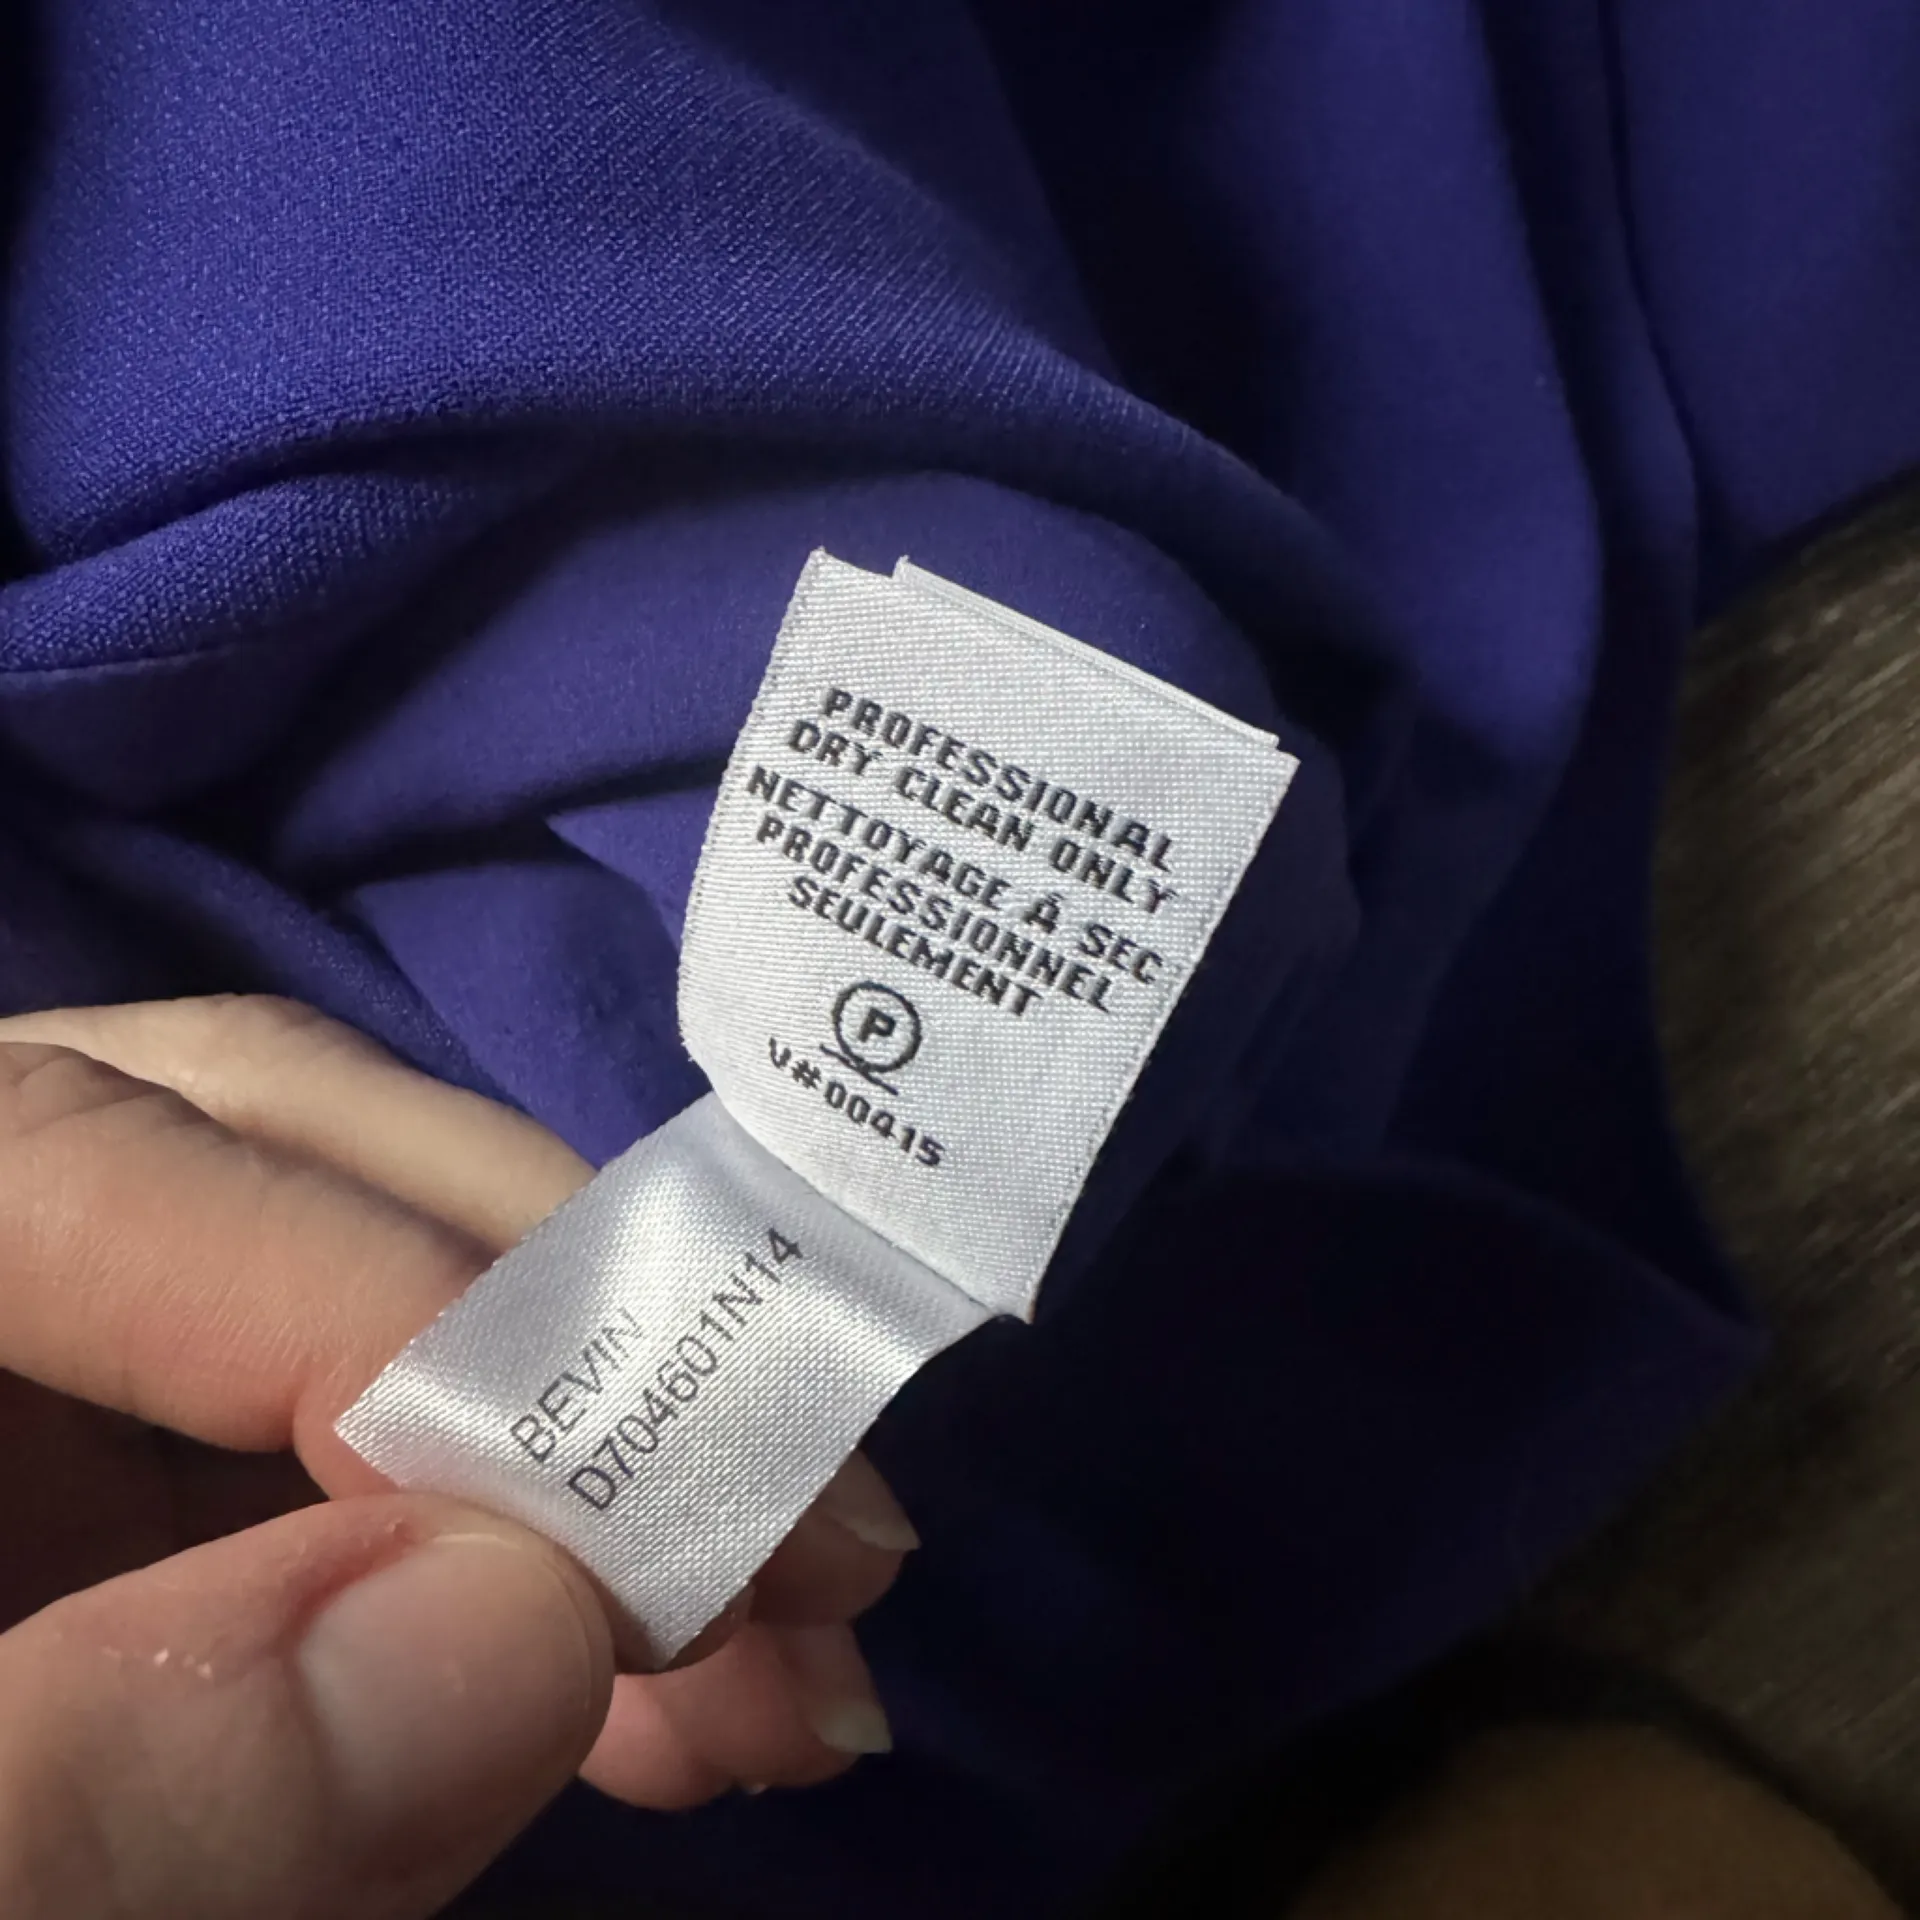 PROFESSIONAL
DRY CLEAN ONLY
NETTOYAGE À SEC
PROFESSIONNEL
SEULEMENT
P
V#00415
BEVIN
D704601N14